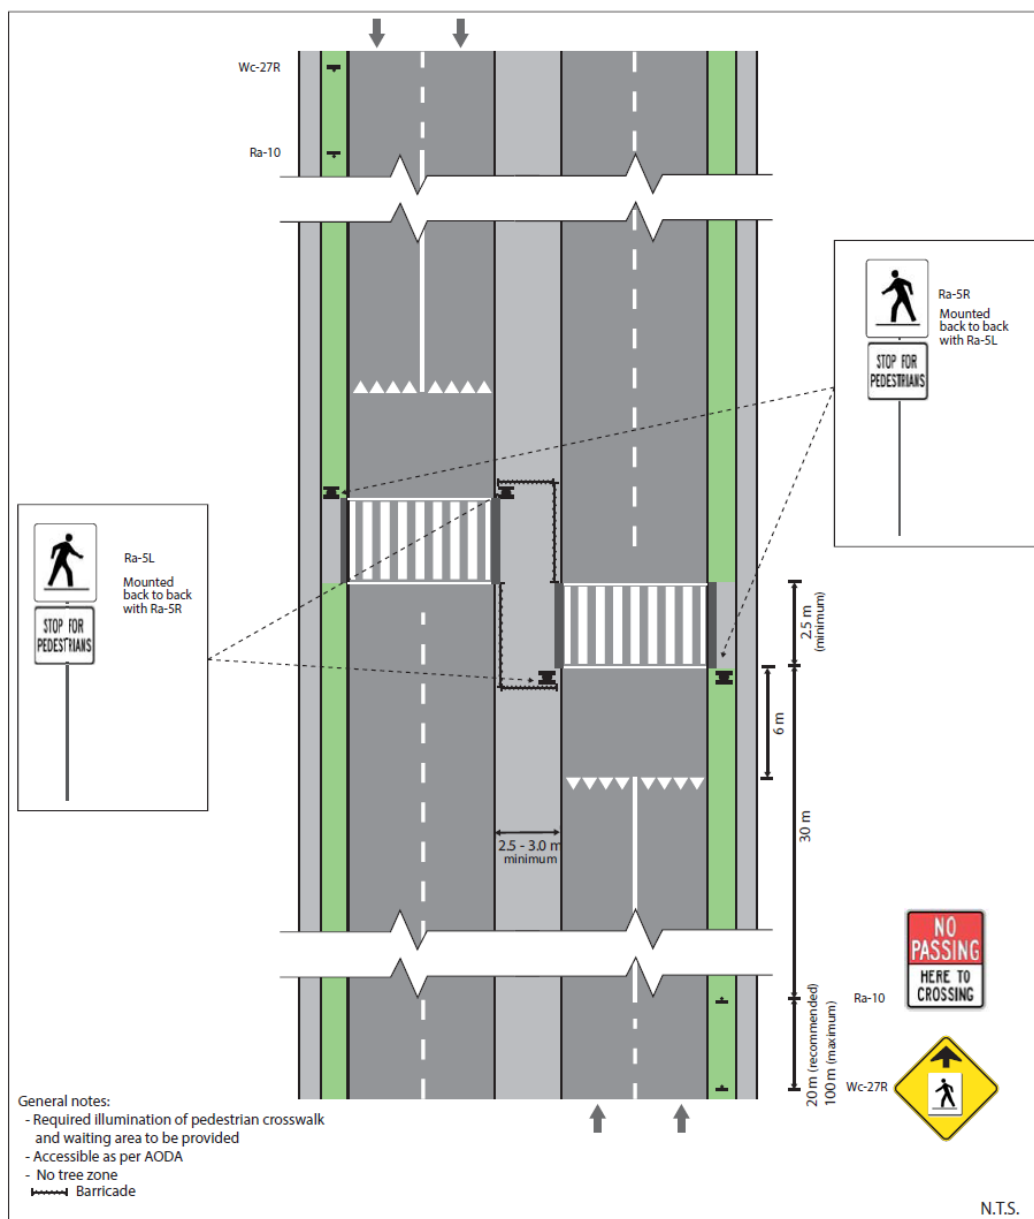 Wc-27R
Ra-10
Ra-5R
Mounted
back to back
with Ra-5L
STOP FOR
PEDESTRIANS
Ra-5L
Mounted
back to back
with Ra-5R
STOP FOR
PEDESTRIANS
2.5 m
(minimum)
6 m
30 m
2.5 - 3.0 m
minimum
NO
PASSING
HERE TO
CROSSING
Ra-10
20 m (recommended)
100 m (maximum)
Wc-27R
General notes:
- Required illumination of pedestrian crosswalk
and waiting area to be provided
- Accessible as per AODA
- No tree zone
Barricade
N.T.S.